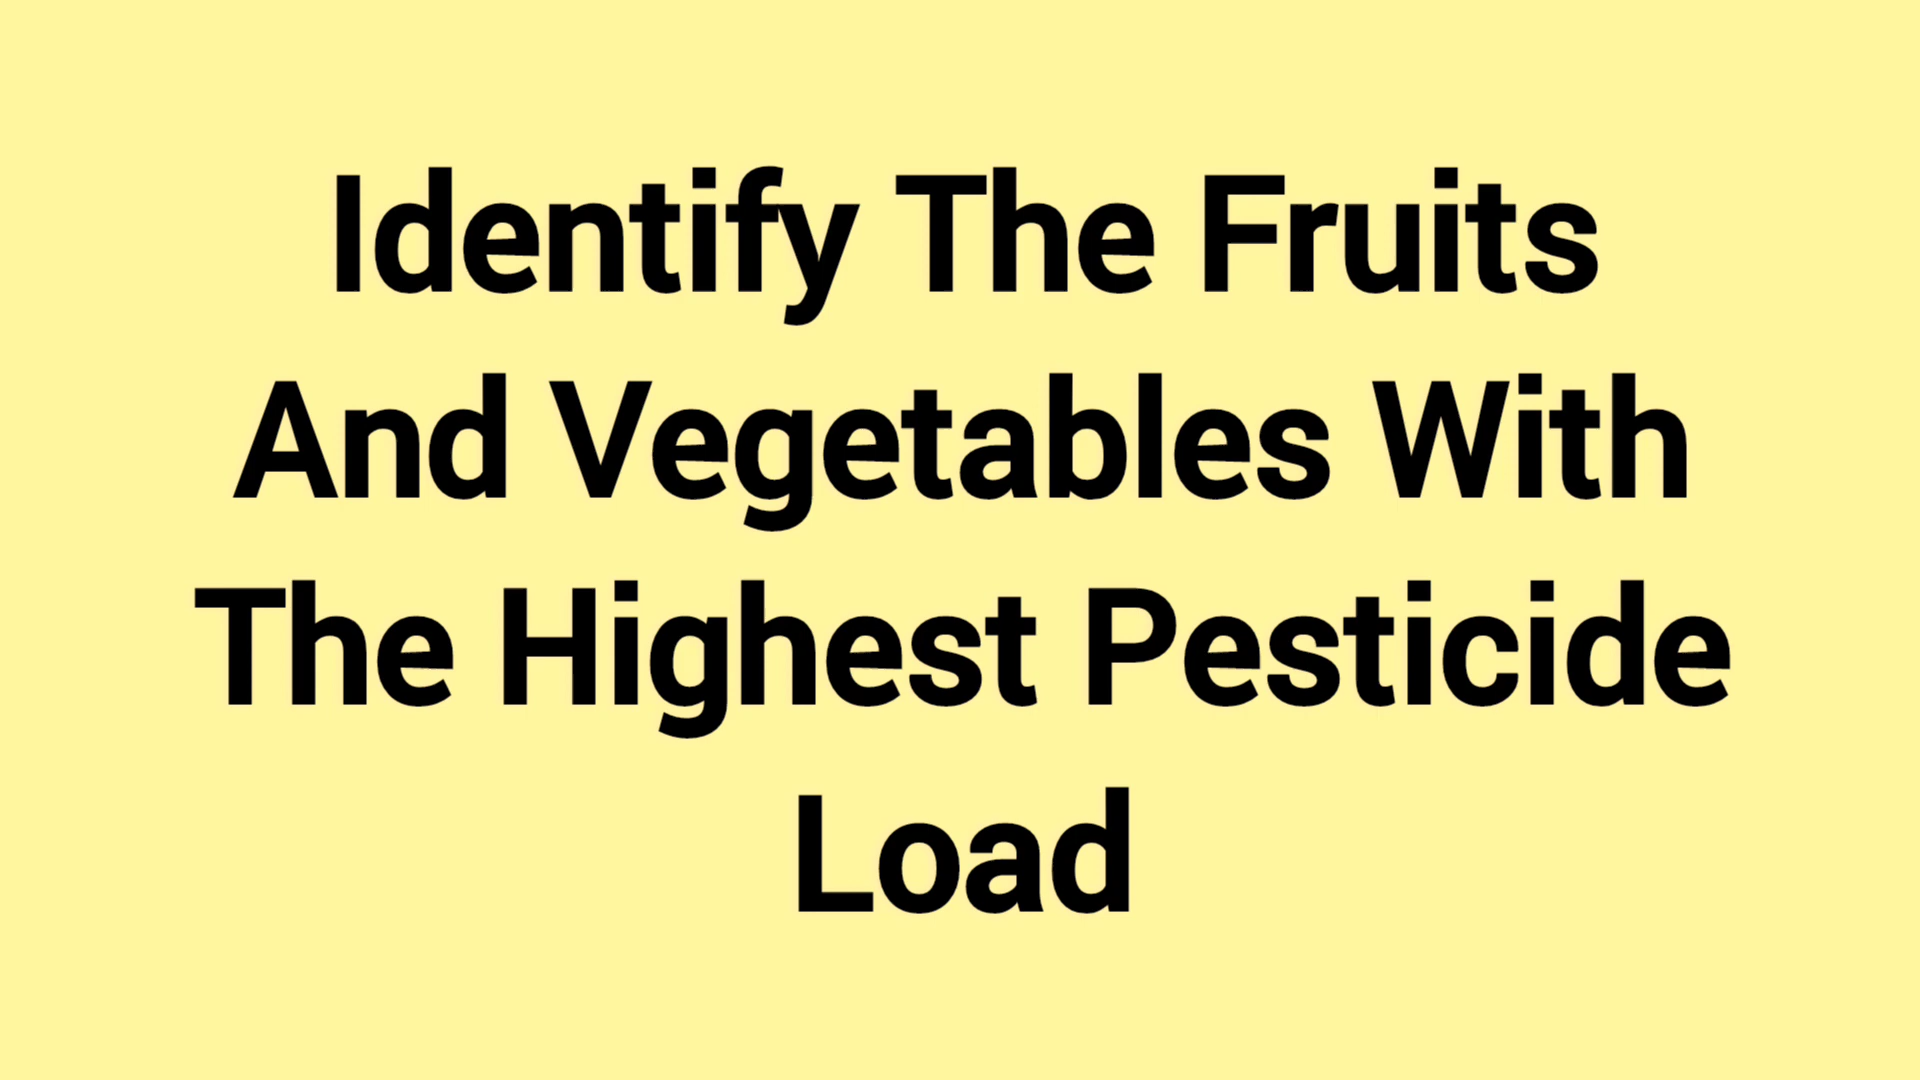 Identify The Fruits
And Vegetables With
The Highest Pesticide
Load